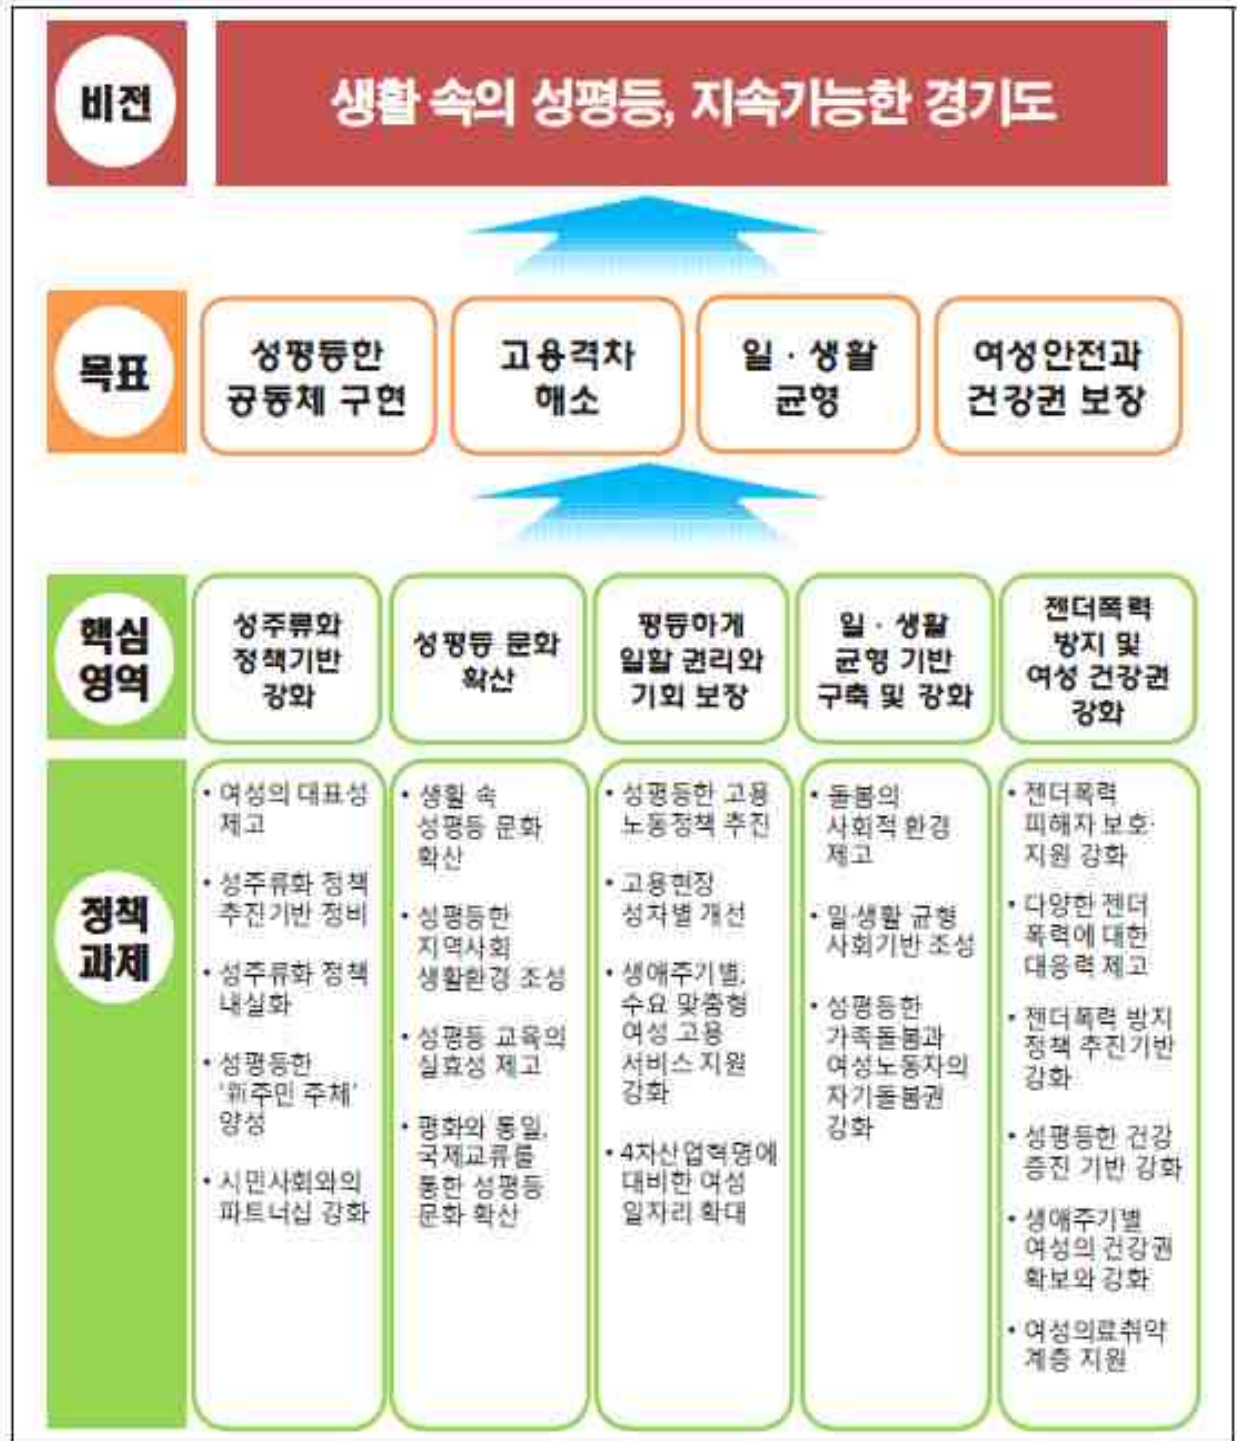 비전
생활 속의 성평등, 지속가능한 경기도
목표
성평등한
공동체 구현
고용격차
해소
일 · 생활
균형
여성안전과
건강권 보장
핵심
영역
성주류화
정책기반
강화
성평등 문화
확산
평등하게
일할 권리와
기회 보장
일 · 생활
균형 기반
구축 및 강화
젠더폭력
방지 및
여성 건강권
강화
정책
과제
• 여성의 대표성
제고
• 성주류화 정책
추진기반 정비
• 성주류화 정책
내실화
• 성평등한
'新주민 주체'
양성
• 시민사회와의
파트너십 강화
• 생활 속
성평등 문화
확산
• 성평등한
지역사회
생활환경 조성
• 성평등 교육의
실효성 제고
• 평화와 통일,
국제교류를
통한 성평등
문화 확산
• 성평등한 고용
노동정책 추진
• 고용현장
성차별 개선
• 생애주기별,
수요 맞춤형
여성 고용
서비스 지원
강화
• 4차산업혁명에
대비한 여성
일자리 확대
• 돌봄의
사회적 환경
제고
• 일·생활 균형
사회기반 조성
• 성평등한
가족돌봄과
여성노동자의
자기돌봄권
강화
• 젠더폭력
피해자 보호·
지원 강화
• 다양한 젠더
폭력에 대한
대응력 제고
• 젠더폭력 방지
정책 추진기반
강화
• 성평등한 건강
증진 기반 강화
• 생애주기별
여성의 건강권
확보와 강화
• 여성의료취약
계층 지원